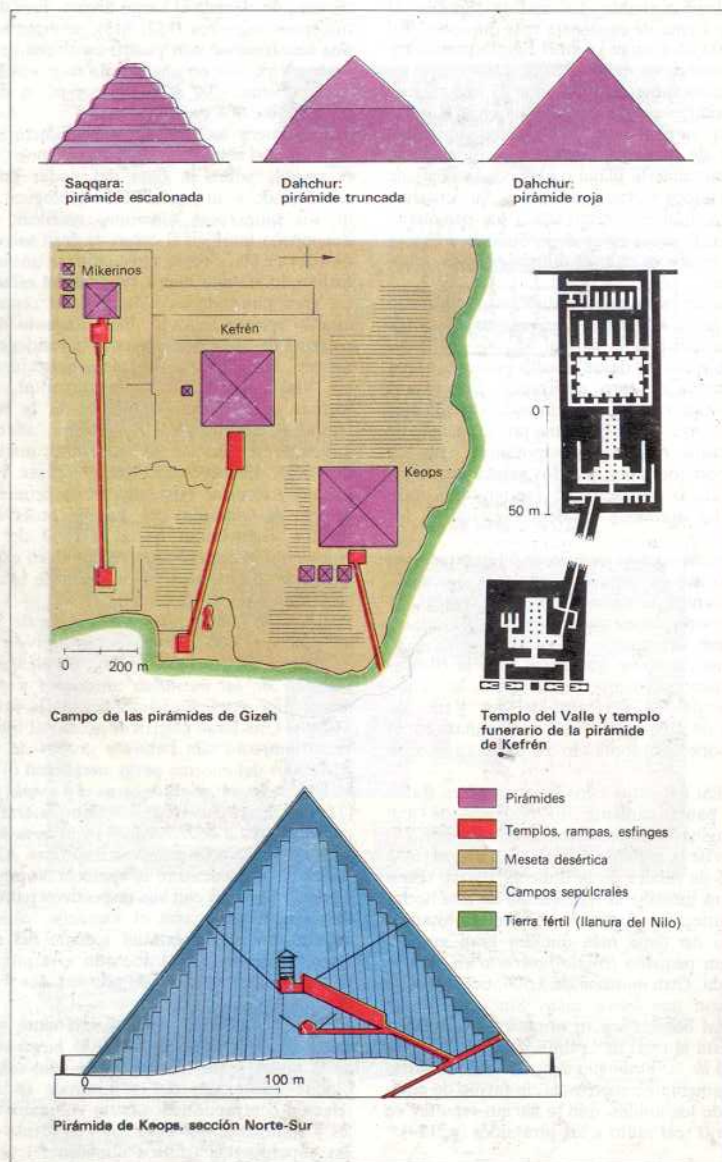 Saqqara:
pirámide escalonada
Dahchur:
pirámide truncada
Dahchur:
pirámide roja
Mikerinos
Kefrén
Keops
0 200 m
Campo de las pirámides de Gizeh
0
50 m
Templo del Valle y templo
funerario de la pirámide
de Kefrén
Pirámides
Templos, rampas, esfinges
Meseta desértica
Campos sepulcrales
Tierra fértil (llanura del Nilo)
0 100 m
Pirámide de Keops, sección Norte-Sur